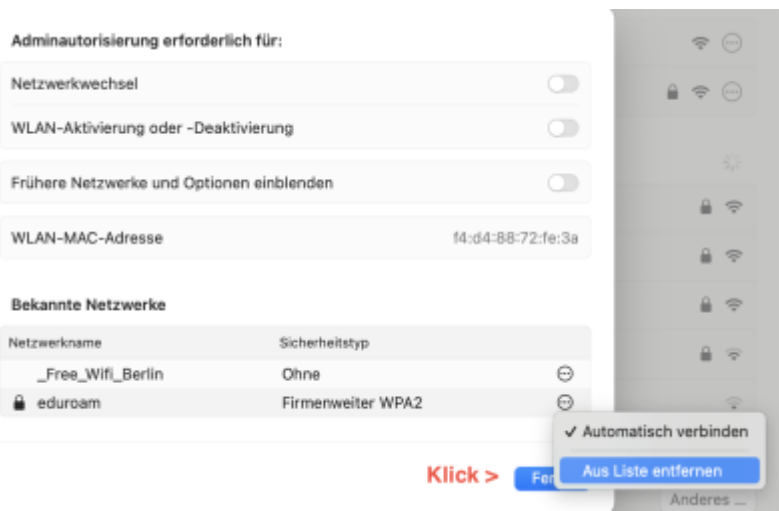 Adminautorisierung erforderlich für:
Netzwerkwechsel
WLAN-Aktivierung oder -Deaktivierung
Frühere Netzwerke und Optionen einblenden
WLAN-MAC-Adresse f4:d4:88:72:fe:3a
Bekannte Netzwerke
Netzwerkname Sicherheitstyp
_Free_Wifi_Berlin Ohne
eduroam Firmenweiter WPA2
✓ Automatisch verbinden
Aus Liste entfernen
Klick >
Anderes ...